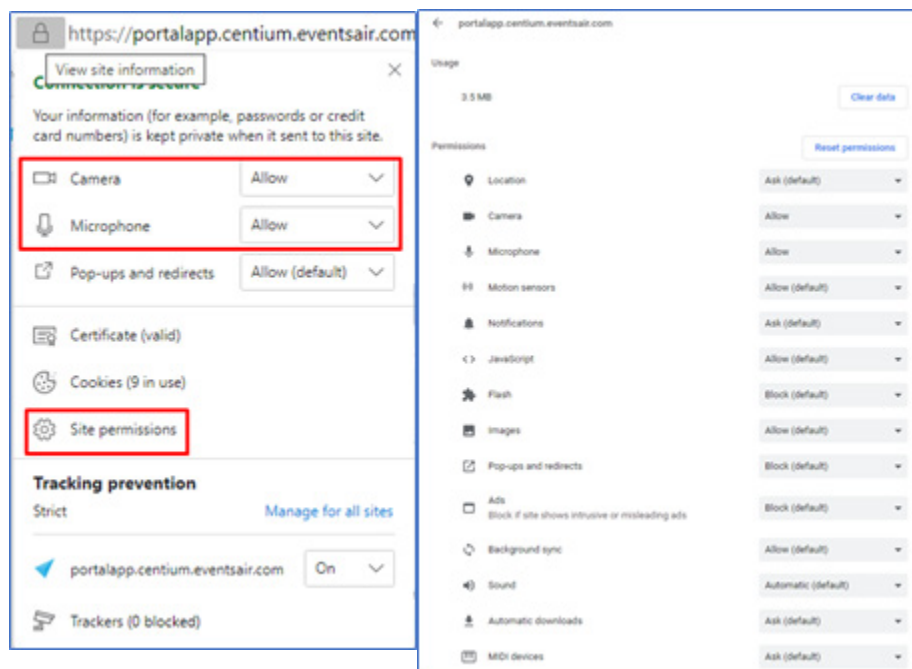 https://portalapp.centium.eventsair.com
View site information
Connection is secure
Your information (for example, passwords or credit
card numbers) is kept private when it sent to this site.
Camera Allow
Microphone Allow
Pop-ups and redirects Allow (default)
Certificate (valid)
Cookies (9 in use)
Site permissions
Tracking prevention
Strict Manage for all sites
portalapp.centium.eventsair.com On
Trackers (0 blocked)
portalapp.centium.eventsair.com
Usage
3.5 MB Clear data
Permissions Reset permissions
Location Ask (default)
Camera Allow
Microphone Allow
Motion sensors Allow (default)
Notifications Ask (default)
JavaScript Allow (default)
Flash Block (default)
Images Allow (default)
Pop-ups and redirects Block (default)
Ads
Block if site shows intrusive or misleading ads Block (default)
Background sync Allow (default)
Sound Automatic (default)
Automatic downloads Ask (default)
MIDI devices Ask (default)